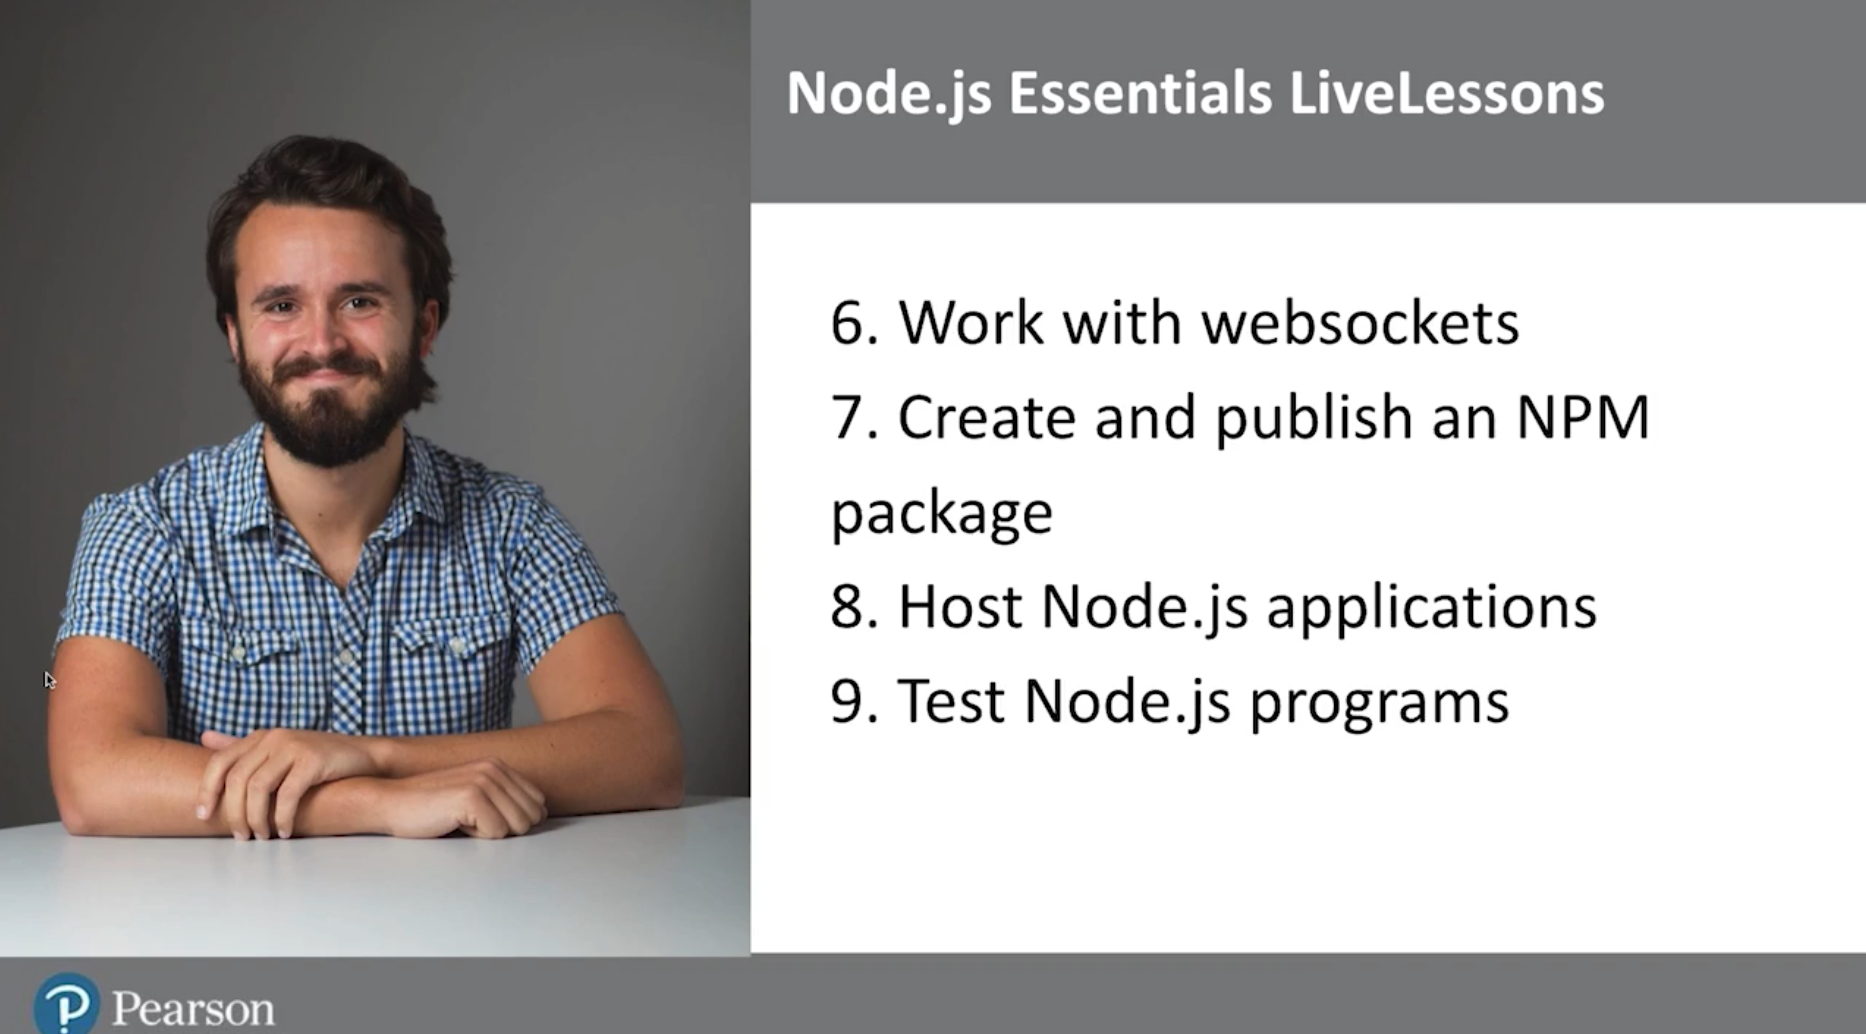 Node.js Essentials LiveLessons
6. Work with websockets
7. Create and publish an NPM
package
8. Host Node.js applications
9. Test Node.js programs
Pearson